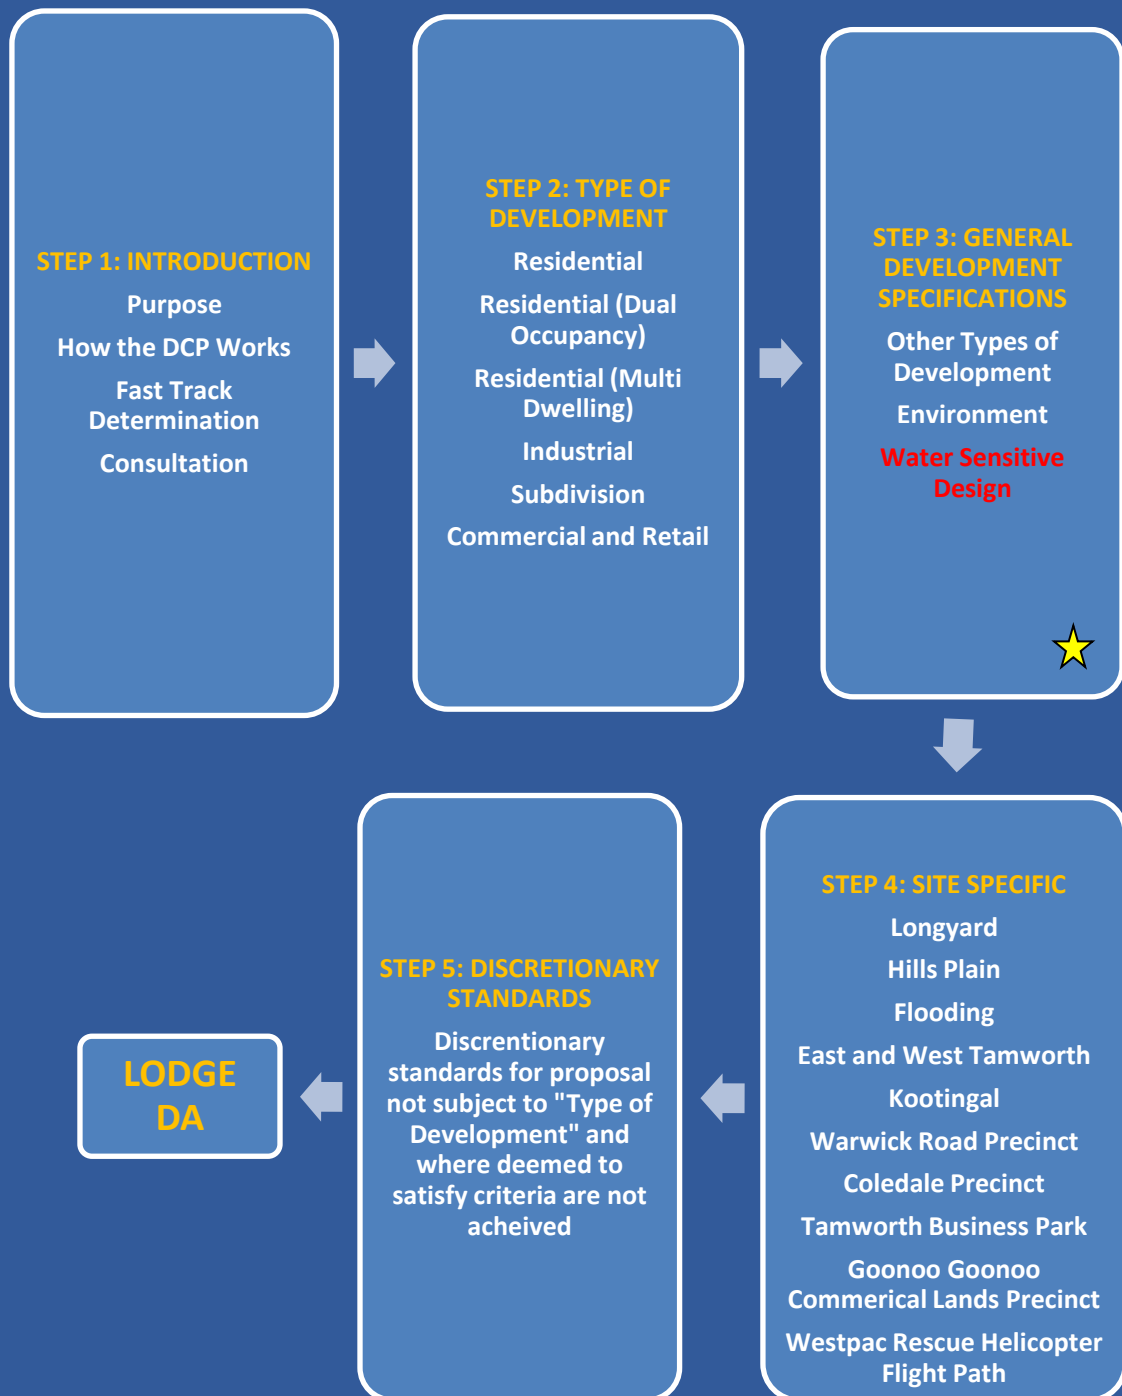 STEP 1: INTRODUCTION
Purpose
How the DCP Works
Fast Track
Determination
Consultation
STEP 2: TYPE OF
DEVELOPMENT
Residential
Residential (Dual
Occupancy)
Residential (Multi
Dwelling)
Industrial
Subdivision
Commercial and Retail
STEP 3: GENERAL
DEVELOPMENT
SPECIFICATIONS
Other Types of
Development
Environment
Water Sensitive
Design
STEP 4: SITE SPECIFIC
Longyard
Hills Plain
Flooding
East and West Tamworth
Kootingal
Warwick Road Precinct
Coledale Precinct
Tamworth Business Park
Goonoo Goonoo
Commerical Lands Precinct
Westpac Rescue Helicopter
Flight Path
STEP 5: DISCRETIONARY
STANDARDS
Discrentionary
standards for proposal
not subject to "Type of
Development" and
where deemed to
satisfy criteria are not
acheived
LODGE
DA